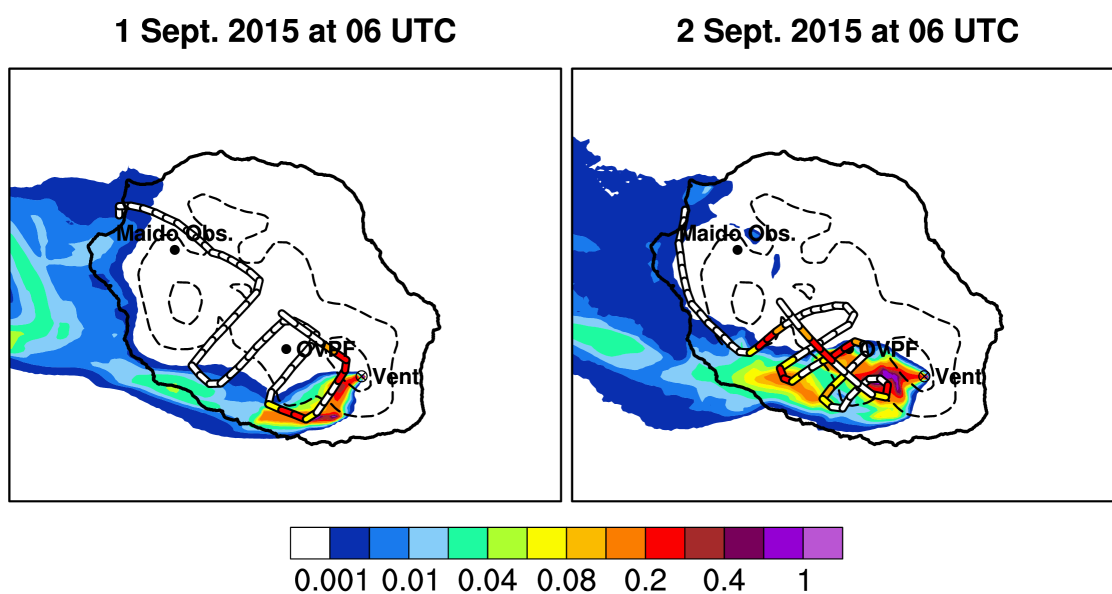 1 Sept. 2015 at 06 UTC
2 Sept. 2015 at 06 UTC
Maido Obs.
OVPF
Vent
Maido Obs.
OVPF
Vent
0.001 0.01 0.04 0.08 0.2 0.4 1